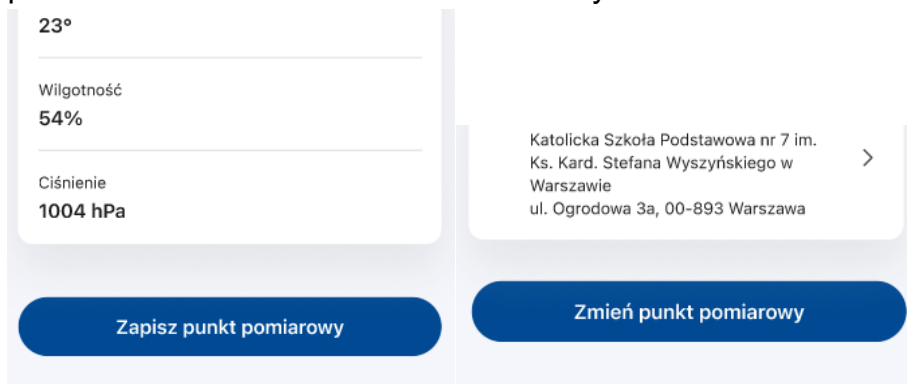 23°
Wilgotność
54%
Ciśnienie
1004 hPa
Zapisz punkt pomiarowy
Katolicka Szkoła Podstawowa nr 7 im.
Ks. Kard. Stefana Wyszyńskiego w
Warszawie
ul. Ogrodowa 3a, 00-893 Warszawa
Zmień punkt pomiarowy